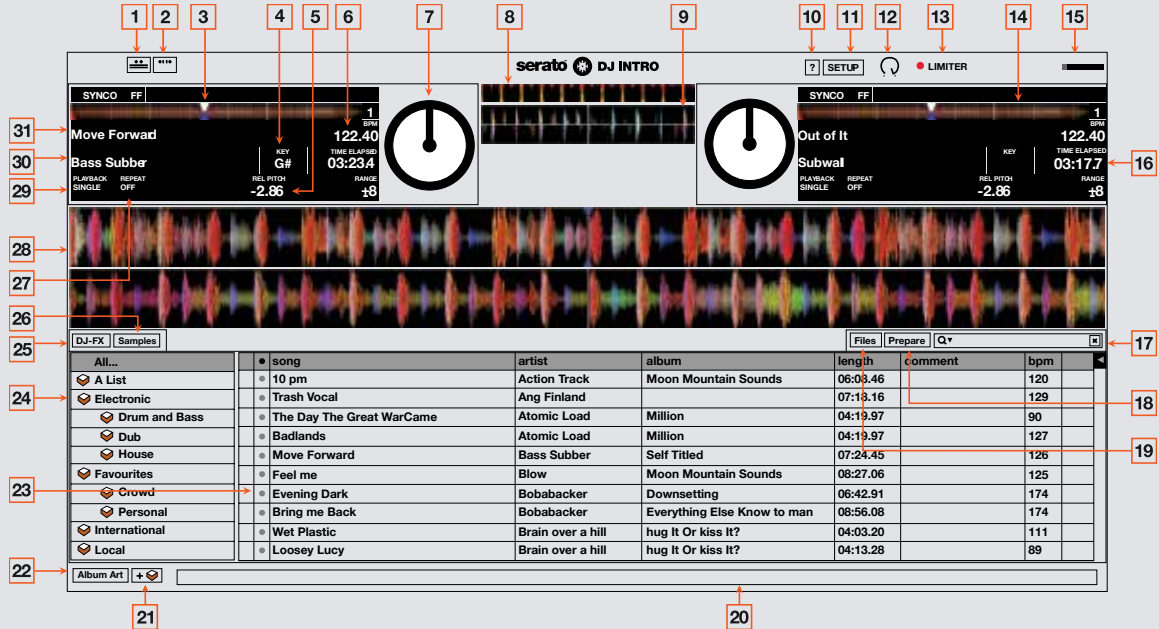 1 2 3 4 5 6 7 8 9 10 11 12 13 14 15
serato DJ INTRO
? SETUP
LIMITER
SYNCO FF
1
BPM
31
Move Forward
122.40
KEY
TIME ELAPSED
30
Bass Subber
G#
03:23.4
PLAYBACK REPEAT
REL PITCH
RANGE
29
SINGLE OFF
-2.86
±8
SYNCO FF
1
BPM
Out of It
122.40
KEY
TIME ELAPSED
Subwall
03:17.7
16
PLAYBACK REPEAT
REL PITCH
RANGE
SINGLE OFF
-2.86
±8
28
27
26
25
DJ-FX Samples
Files Prepare
17
All...
A List
24
Electronic
Drum and Bass
Dub
House
Favourites
Crowd
Personal
International
Local
song artist album length comment bpm
10 pm Action Track Moon Mountain Sounds 06:08.46 120
Trash Vocal Ang Finland 07:18.16 129
18
The Day The Great WarCame Atomic Load Million 04:19.97 90
Badlands Atomic Load Million 04:19.97 127
19
Move Forward Bass Subber Self Titled 07:24.45 126
Feel me Blow Moon Mountain Sounds 08:27.06 125
23
Evening Dark Bobabacker Downsetting 06:42.91 174
Bring me Back Bobabacker Everything Else Know to man 08:56.08 174
Wet Plastic Brain over a hill hug It Or kiss It? 04:03.20 111
Loosey Lucy Brain over a hill hug It Or kiss It? 04:13.28 89
22
Album Art +
21
20